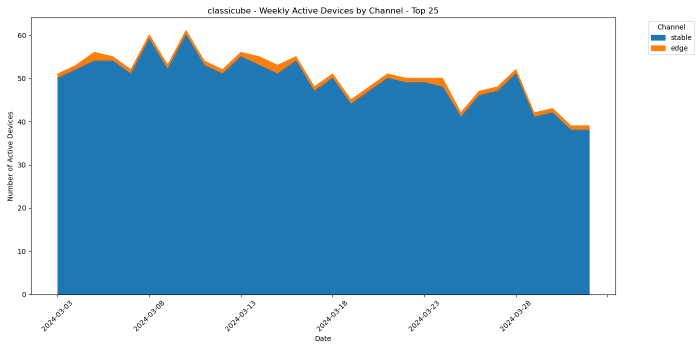 classicube - Weekly Active Devices by Channel - Top 25
Channel
stable
edge
Number of Active Devices
60
50
40
30
20
10
0
2024-03-03
2024-03-08
2024-03-13
2024-03-18
2024-03-23
2024-03-28
Date